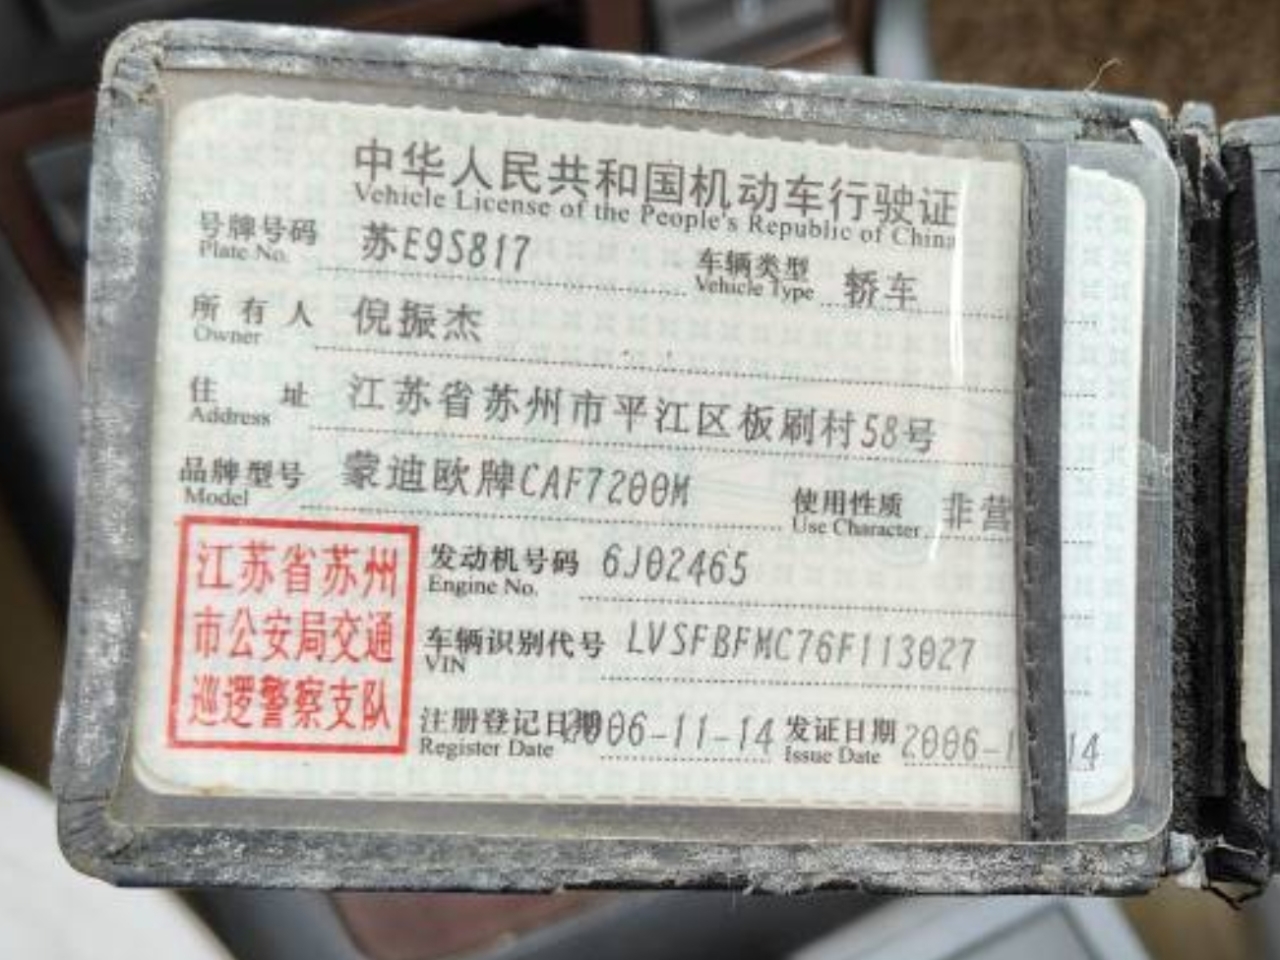 中华人民共和国机动车行驶证
Vehicle License of the People's Republic of China
号牌号码 苏E9S817 车辆类型 轿车
Plate No. Vehicle Type
所有人 倪振杰
Owner
住址 江苏省苏州市平江区板刷村58号
Address
品牌型号 蒙迪欧牌CAF7200M 使用性质 非营
Model Use Character
江苏省苏州
市公安局交通
巡逻警察支队
发动机号码 6J02465
Engine No.
车辆识别代号 LVSFBFMC76F113027
VIN
注册登记日期 2006-11-14 发证日期 2006-1 14
Register Date Issue Date